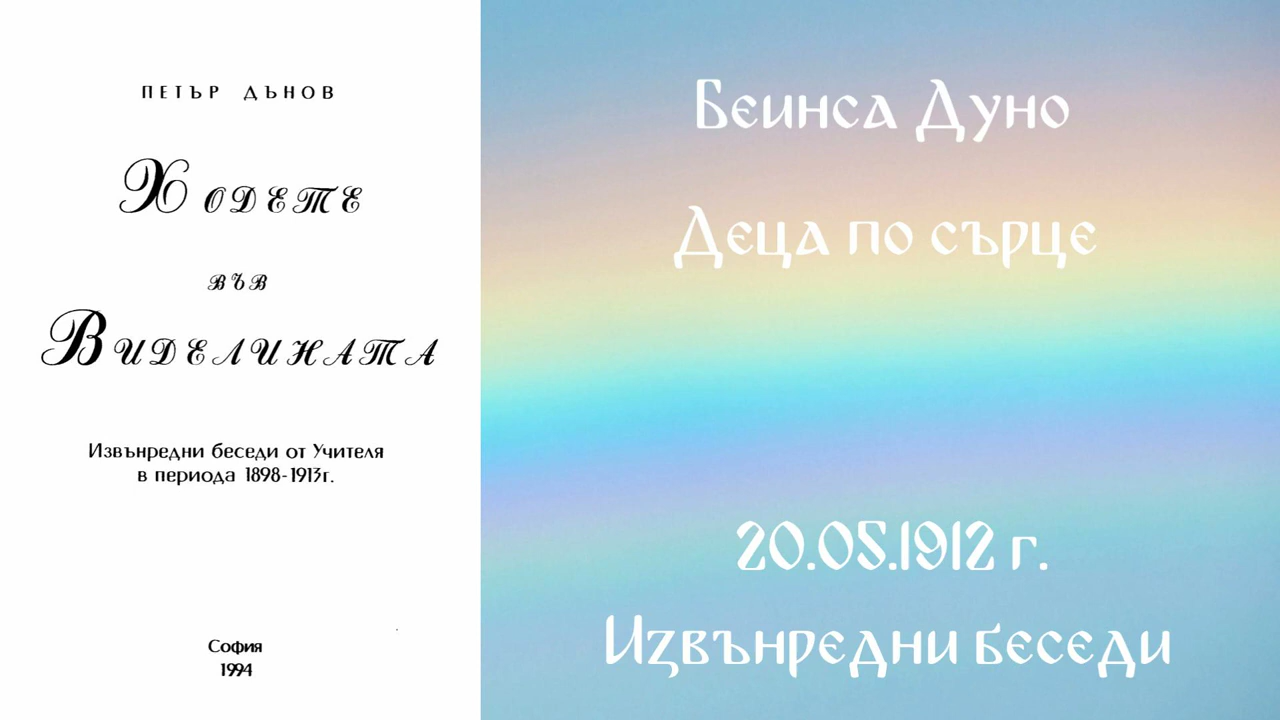 ПЕТЪР ДЪНОВ
ХОДЕТЕ
ВЪВ
ВИДЕЛИНАТА
Извънредни беседи от Учителя
в периода 1898-1913г.
София
1994
Беинса Дуно
Деца по сърце
20.05.1912 г.
Извънредни беседи